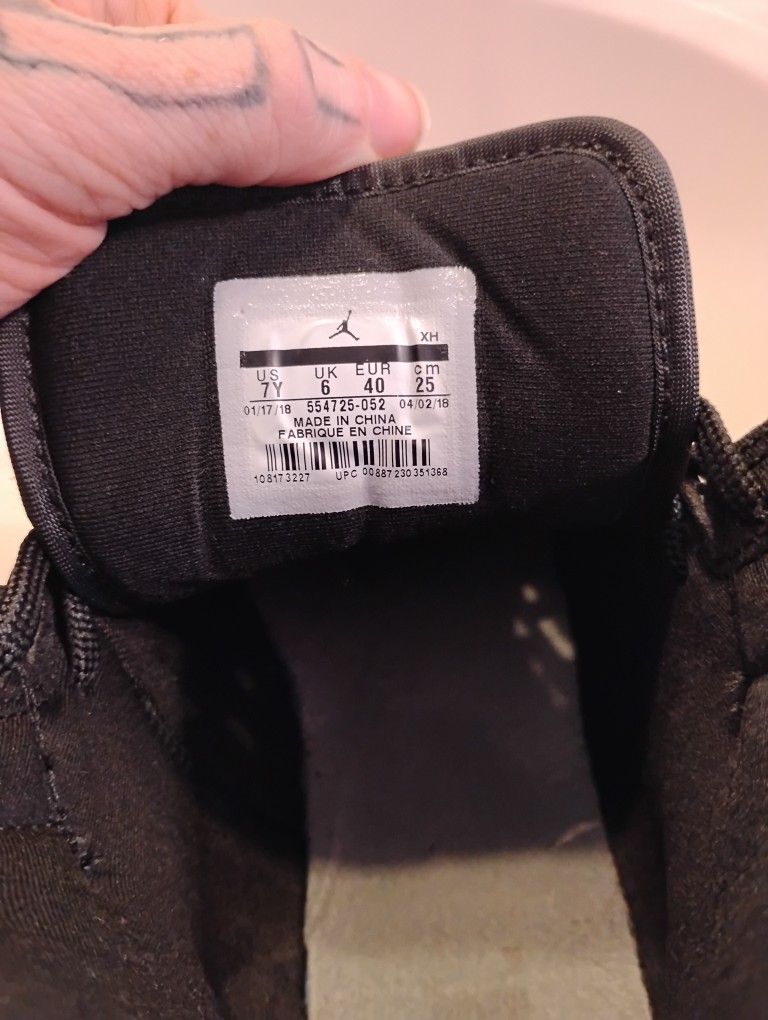 XH
US UK EUR cm
7Y 6 40 25
01/17/18 554725-052 04/02/18
MADE IN CHINA
FABRIQUE EN CHINE
108173227 UPC 00887230351368